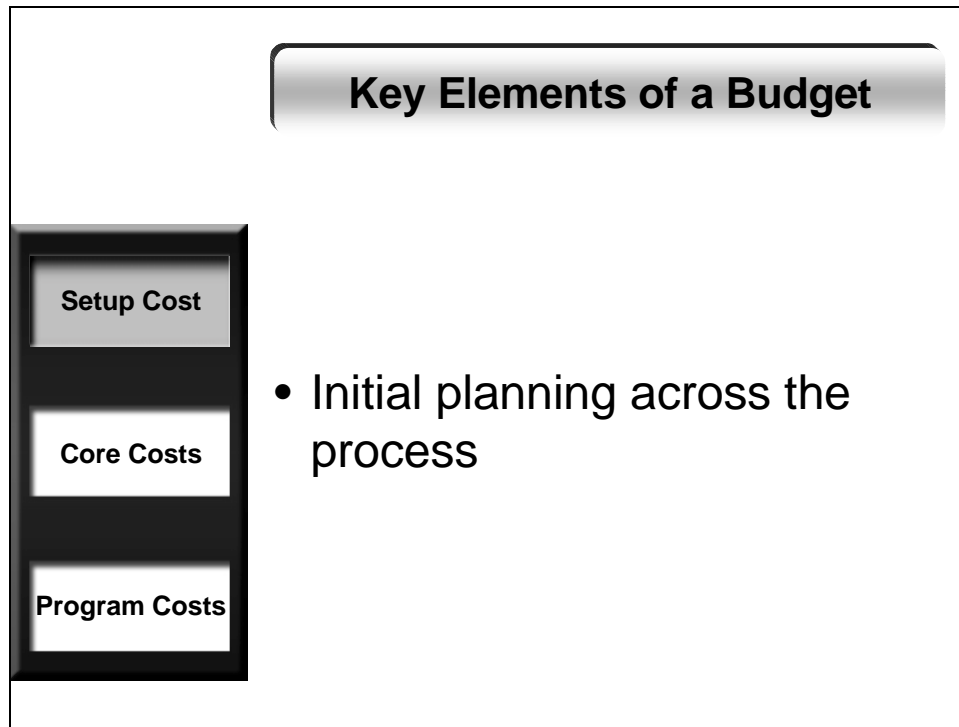 Key Elements of a Budget
Setup Cost
Core Costs
Program Costs
• Initial planning across the
process